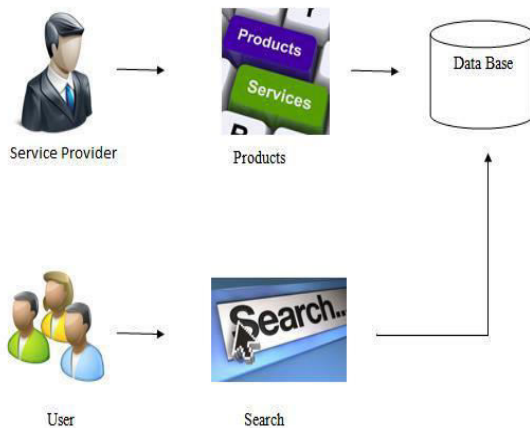 Products
Services
Data Base
Service Provider
Products
Search..
User
Search